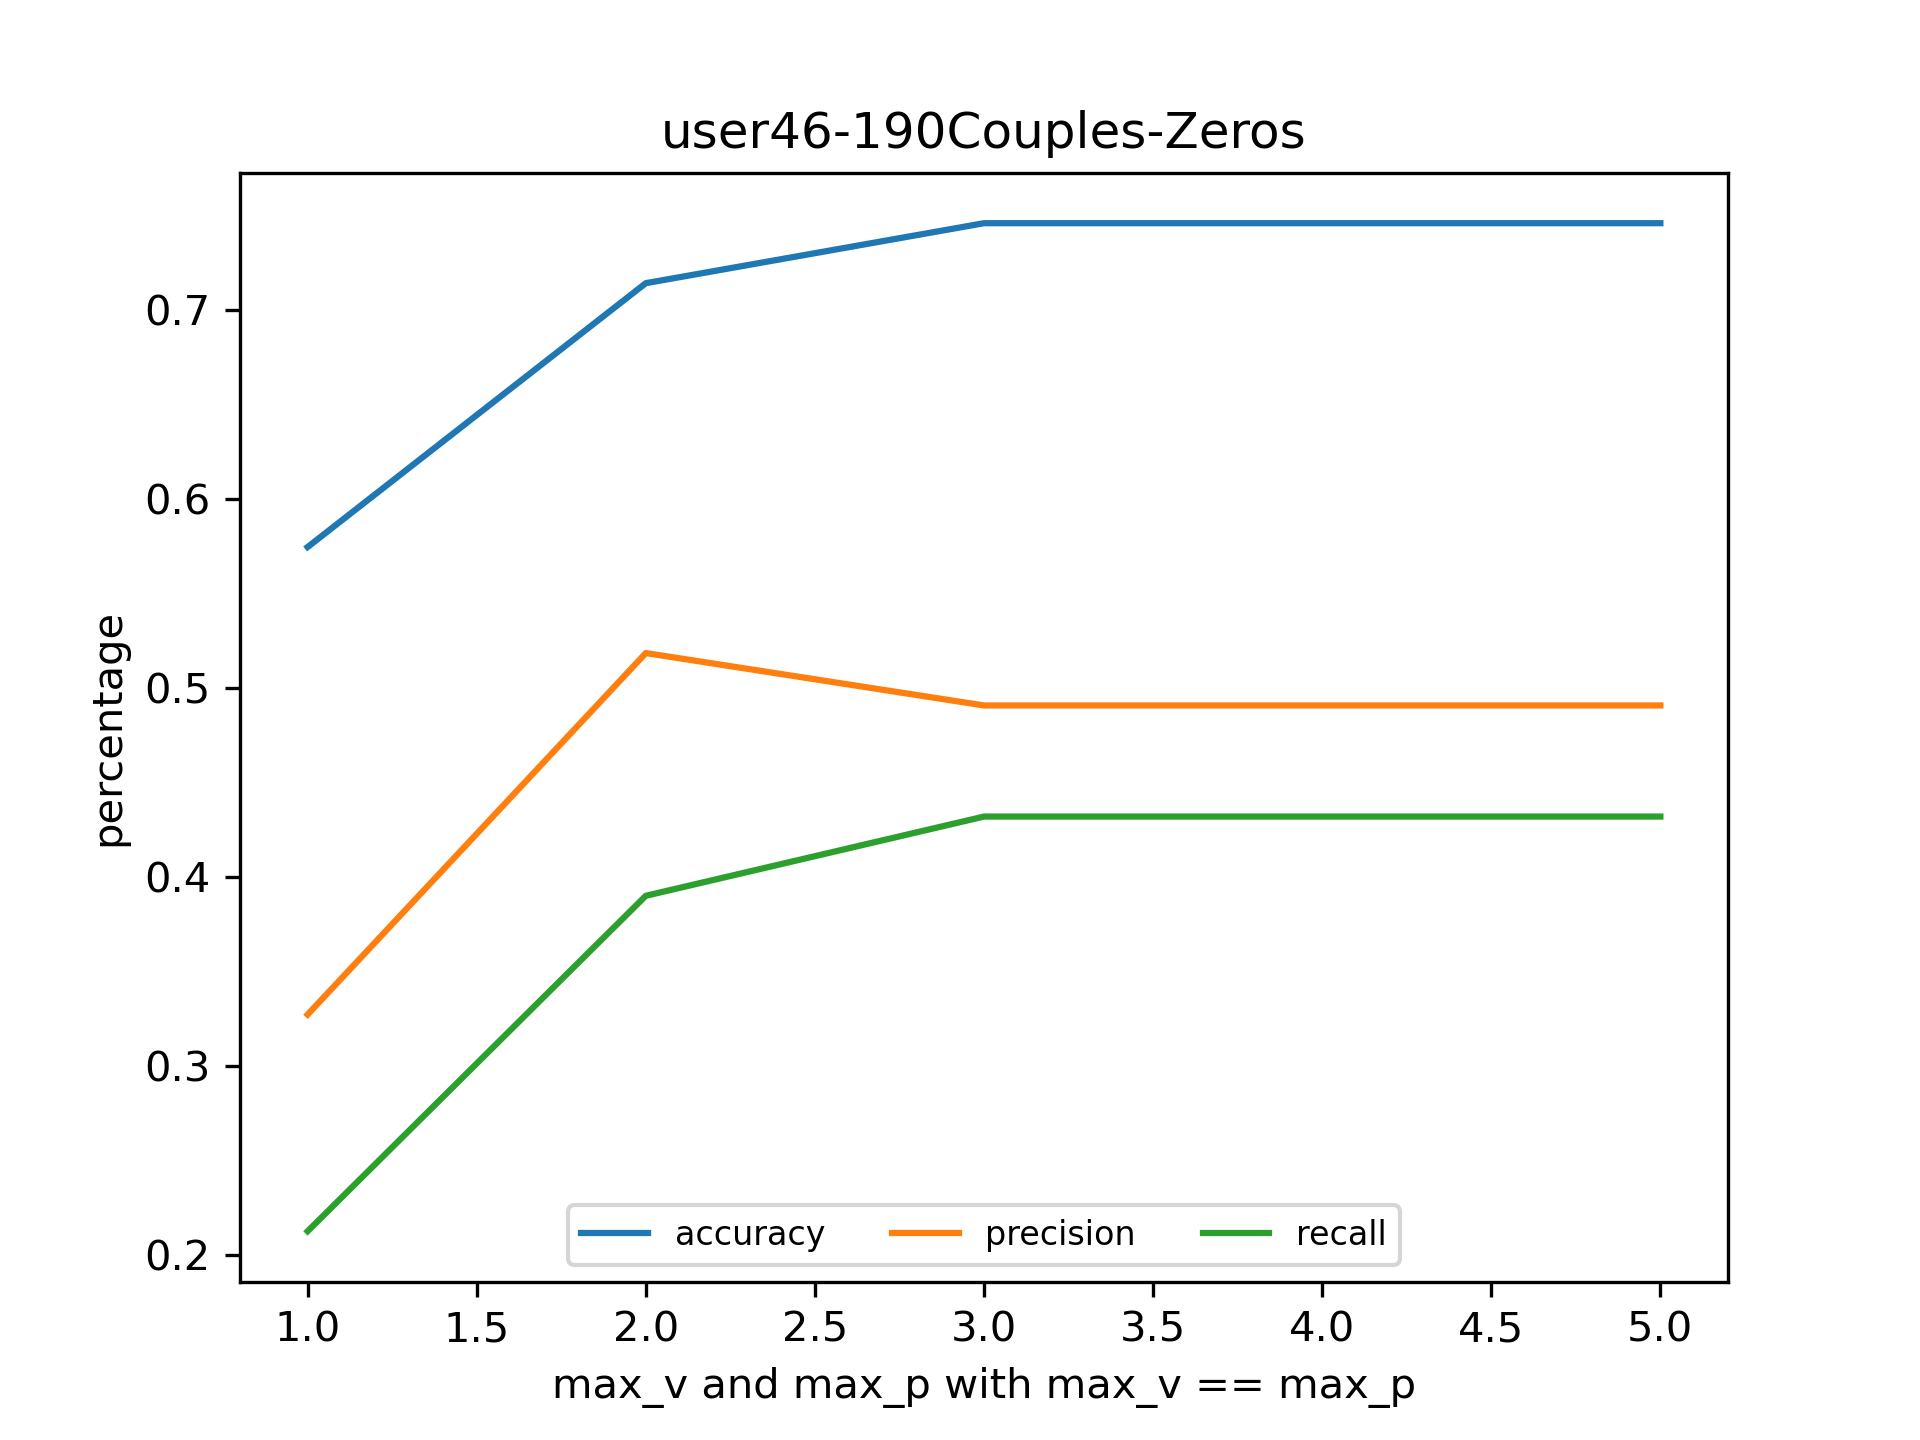 user46-190Couples-Zeros
percentage
0.7
0.6
0.5
0.4
0.3
0.2
accuracy precision recall
1.0 1.5 2.0 2.5 3.0 3.5 4.0 4.5 5.0
max_v and max_p with max_v == max_p